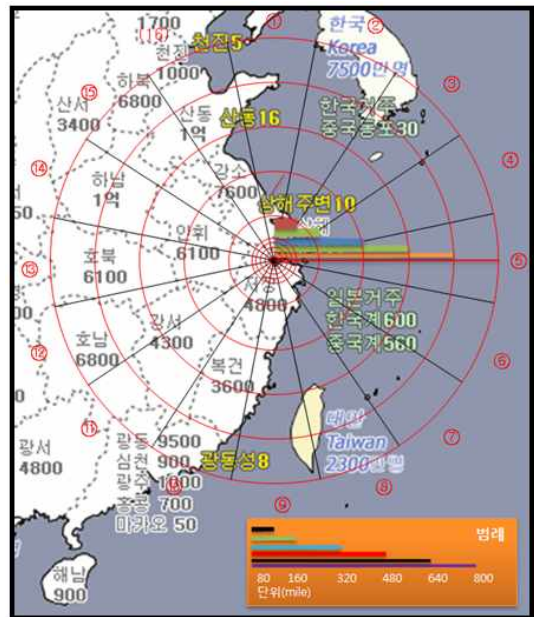 1700
(16)
천진5
천진
1000
①
한국
②
Korea
7500만명
⑮
하북
6800
산서
3400
산동
1억
산동16
③
한국거주
중국동포30
⑭
하남
1억
강소
7600
④
상해주변10
상해
안휘
6100
⑬
호북
6100
⑤
4800
일본거주
한국계600
중국계560
강서
4300
⑫
호남
6800
⑥
복건
3600
⑪
대만
Taiwan
2300만명
⑦
광서
4800
광동 9500
심천 900
광주 1000
홍콩 700
마카오 50
광동성8
⑩
⑧
⑨
해남
900
범례
80 160 320 480 640 800
단위(mile)